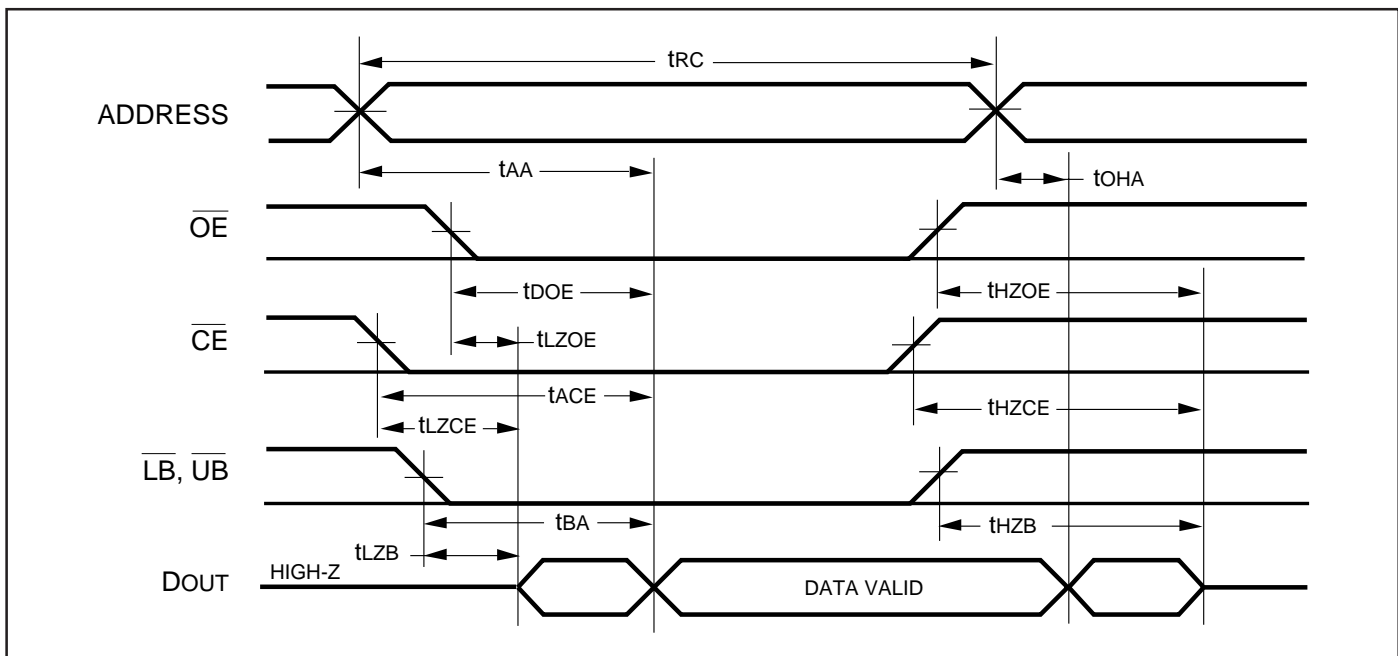 tRC
ADDRESS
tAA
tOHA
OE
tDOE
tHZOE
CE
tLZOE
tACE
tHZCE
tLZCE
LB, UB
tBA
tHZB
tLZB
DOUT
HIGH-Z
DATA VALID